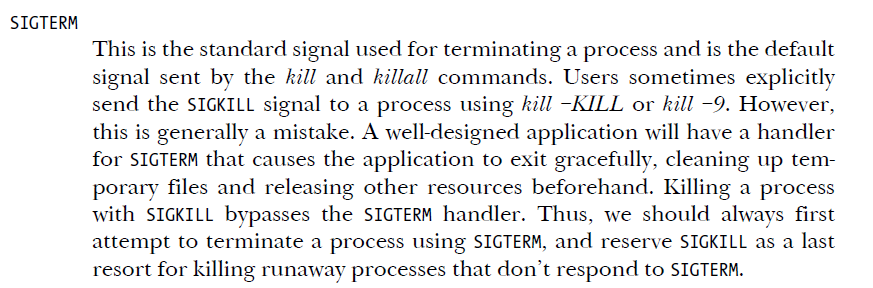 SIGTERM
This is the standard signal used for terminating a process and is the default
signal sent by the kill and killall commands. Users sometimes explicitly
send the SIGKILL signal to a process using kill –KILL or kill –9. However,
this is generally a mistake. A well-designed application will have a handler
for SIGTERM that causes the application to exit gracefully, cleaning up tem-
porary files and releasing other resources beforehand. Killing a process
with SIGKILL bypasses the SIGTERM handler. Thus, we should always first
attempt to terminate a process using SIGTERM, and reserve SIGKILL as a last
resort for killing runaway processes that don’t respond to SIGTERM.